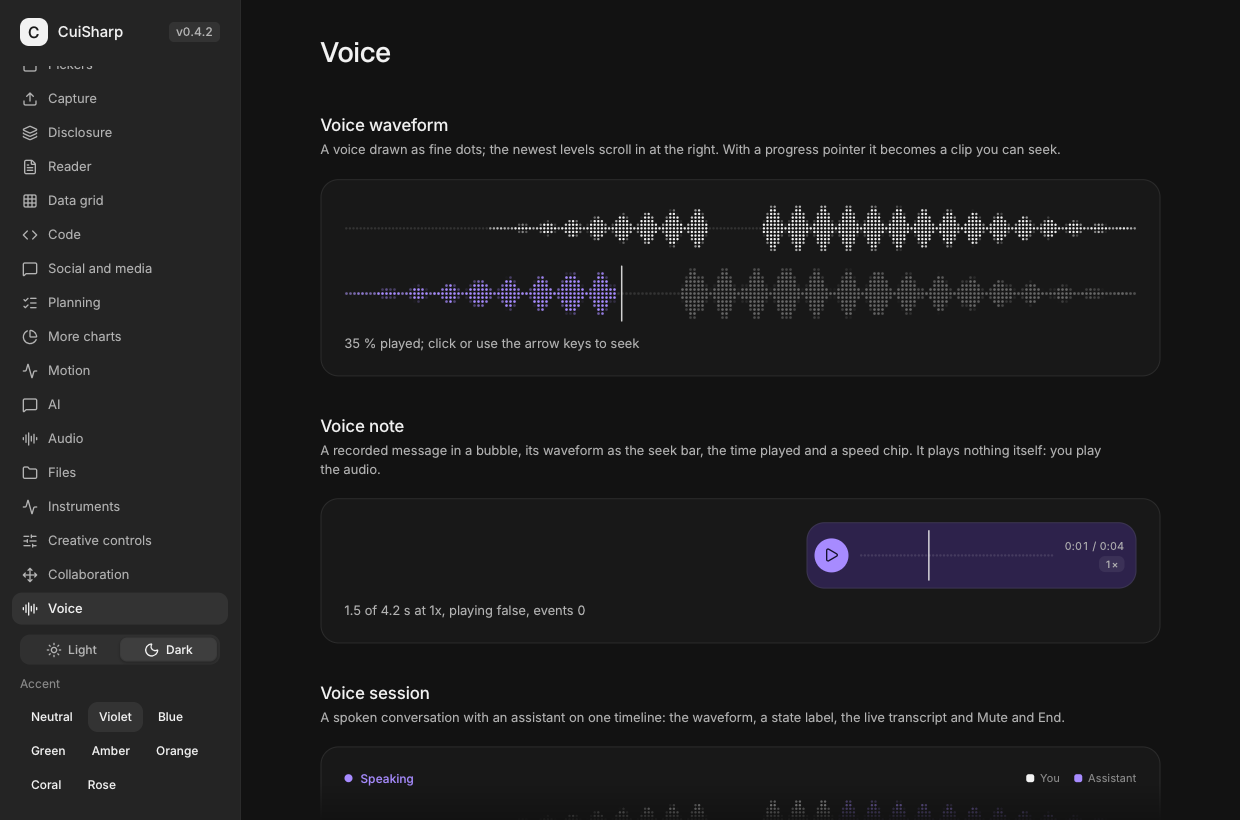 C CuiSharp v0.4.2
Pickers
Capture
Disclosure
Reader
Data grid
Code
Social and media
Planning
More charts
Motion
AI
Audio
Files
Instruments
Creative controls
Collaboration
Voice
Light Dark
Accent
Neutral Violet Blue
Green Amber Orange
Coral Rose
Voice
Voice waveform
A voice drawn as fine dots; the newest levels scroll in at the right. With a progress pointer it becomes a clip you can seek.
35 % played; click or use the arrow keys to seek
Voice note
A recorded message in a bubble, its waveform as the seek bar, the time played and a speed chip. It plays nothing itself: you play
the audio.
0:01 / 0:04
1×
1.5 of 4.2 s at 1x, playing false, events 0
Voice session
A spoken conversation with an assistant on one timeline: the waveform, a state label, the live transcript and Mute and End.
Speaking You Assistant